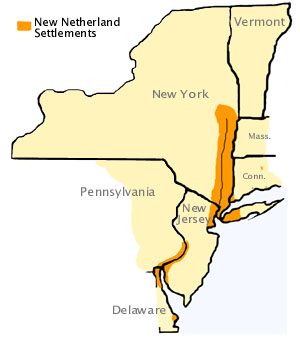 New Netherland
Settlements
Vermont
New York
Mass.
Conn.
Pennsylvania
New
Jersey
Delaware